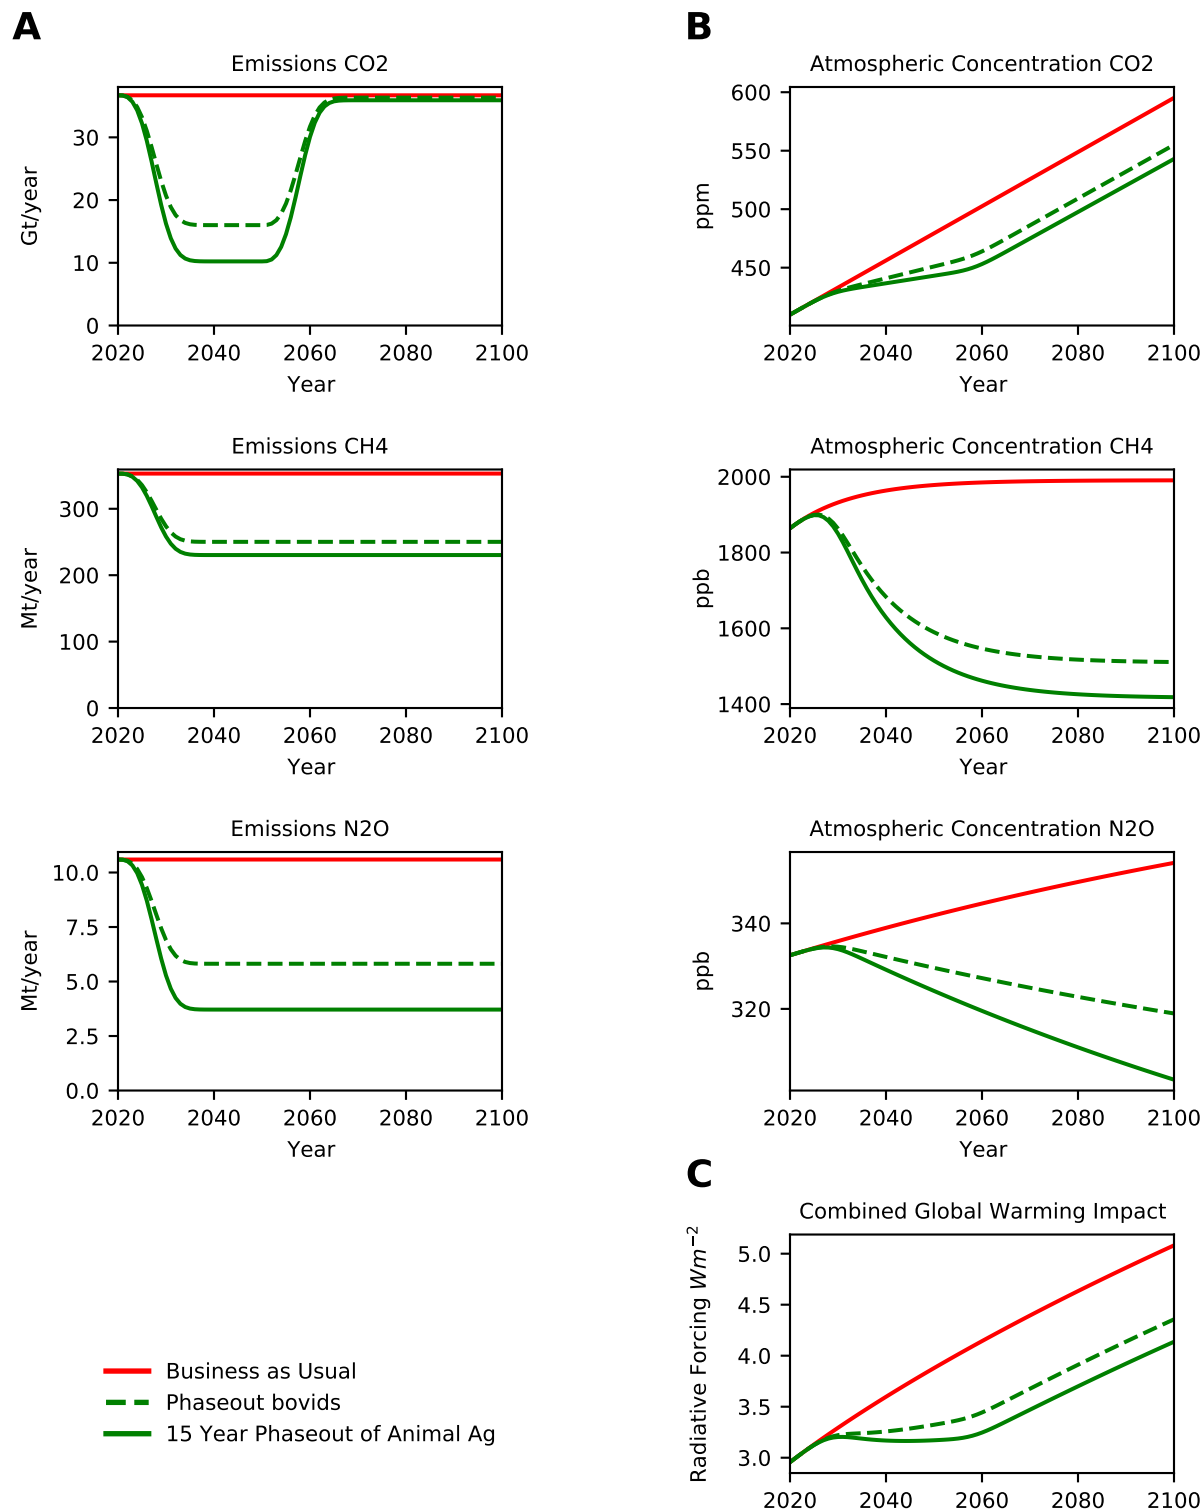 A
Emissions CO2
Gt/year
30
20
10
0
2020 2040 2060 2080 2100
Year
Emissions CH4
Mt/year
300
200
100
0
2020 2040 2060 2080 2100
Year
Emissions N2O
Mt/year
10.0
7.5
5.0
2.5
0.0
2020 2040 2060 2080 2100
Year
B
Atmospheric Concentration CO2
ppm
600
550
500
450
2020 2040 2060 2080 2100
Year
Atmospheric Concentration CH4
ppb
2000
1800
1600
1400
2020 2040 2060 2080 2100
Year
Atmospheric Concentration N2O
ppb
340
320
2020 2040 2060 2080 2100
Year
C
Combined Global Warming Impact
Radiative Forcing Wm⁻²
5.0
4.5
4.0
3.5
3.0
2020 2040 2060 2080 2100
Business as Usual
Phaseout bovids
15 Year Phaseout of Animal Ag